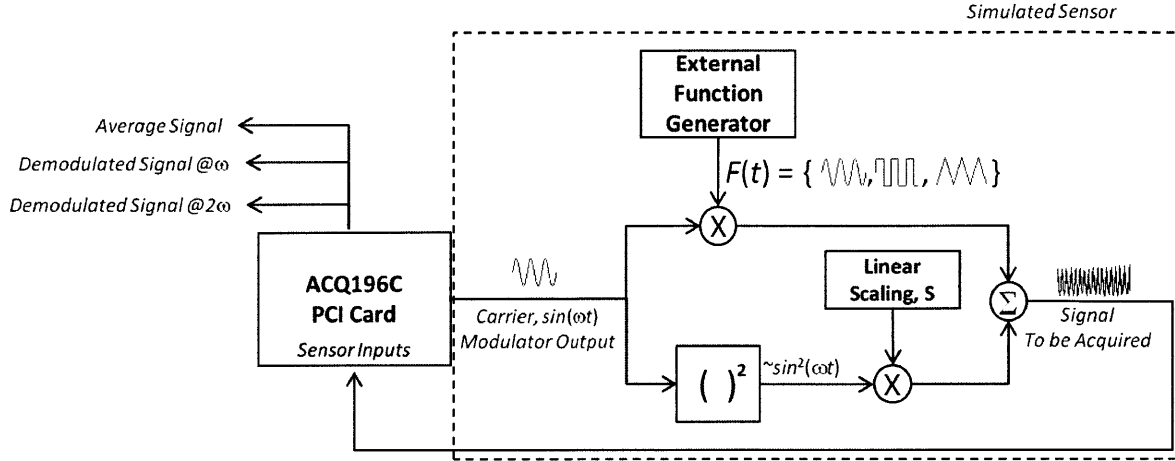 Simulated Sensor
External
Function
Generator
Average Signal
Demodulated Signal @ω
Demodulated Signal @2ω
F(t) = { , , }
X
ACQ196C
PCI Card
Sensor Inputs
Carrier, sin(ωt)
Modulator Output
Linear
Scaling, S
Σ
Signal
To be Acquired
( )²
~sin²(ωt)
X